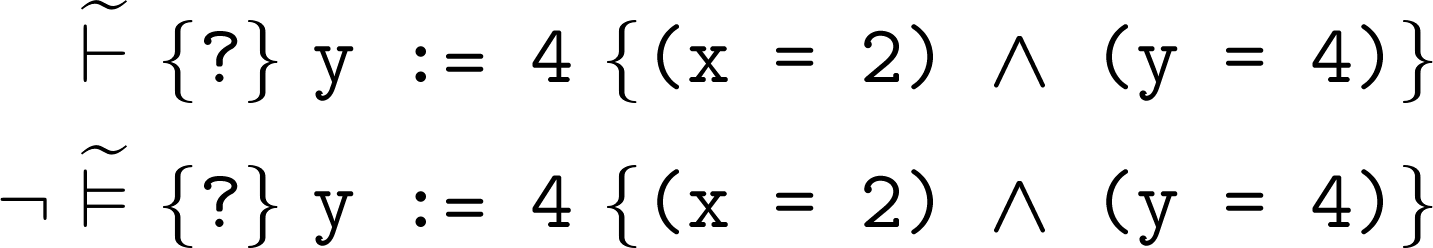 ⊢̃ {?} y := 4 {(x = 2) ∧ (y = 4)}
¬ ⊨̃ {?} y := 4 {(x = 2) ∧ (y = 4)}